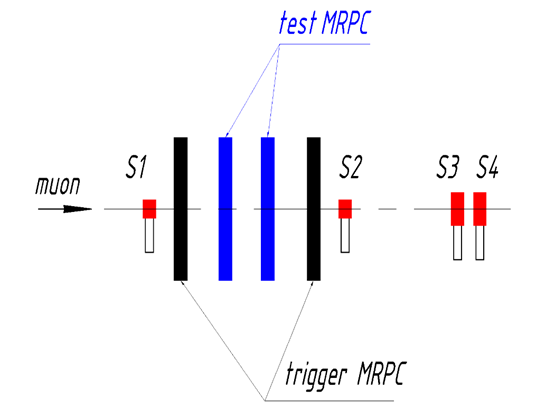 test MRPC
S1
S2
S3
S4
muon
trigger MRPC